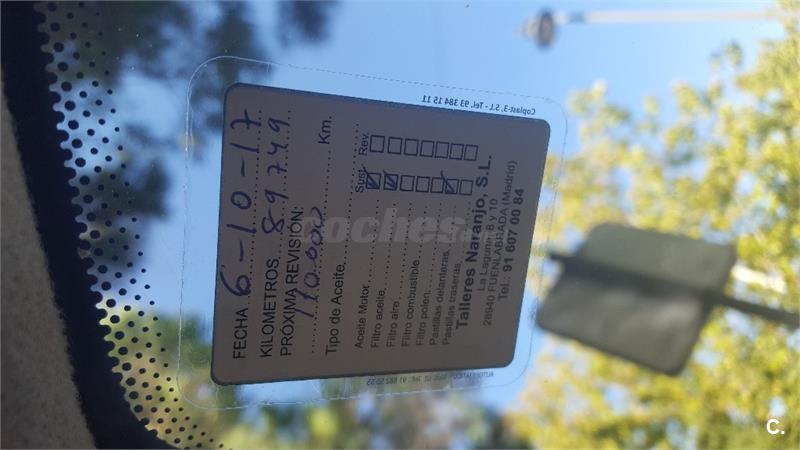 FECHA 6-10-17
KILOMETROS 89749
PRÓXIMA REVISIÓN:
110.000 Km.
Tipo de Aceite
Sust. Rev.
Aceite Motor
Filtro aceite
Filtro aire
Filtro combustible
Filtro polen
Pastillas delanteras
Pastillas traseras
Talleres Naranjo, S.L.
La Laguna, 8 y 10
28940 FUENLABRADA (Madrid)
Tel.: 91 607 00 84
Coplast-3, S.L. - Tel. 93 384 15 11
coches
C.